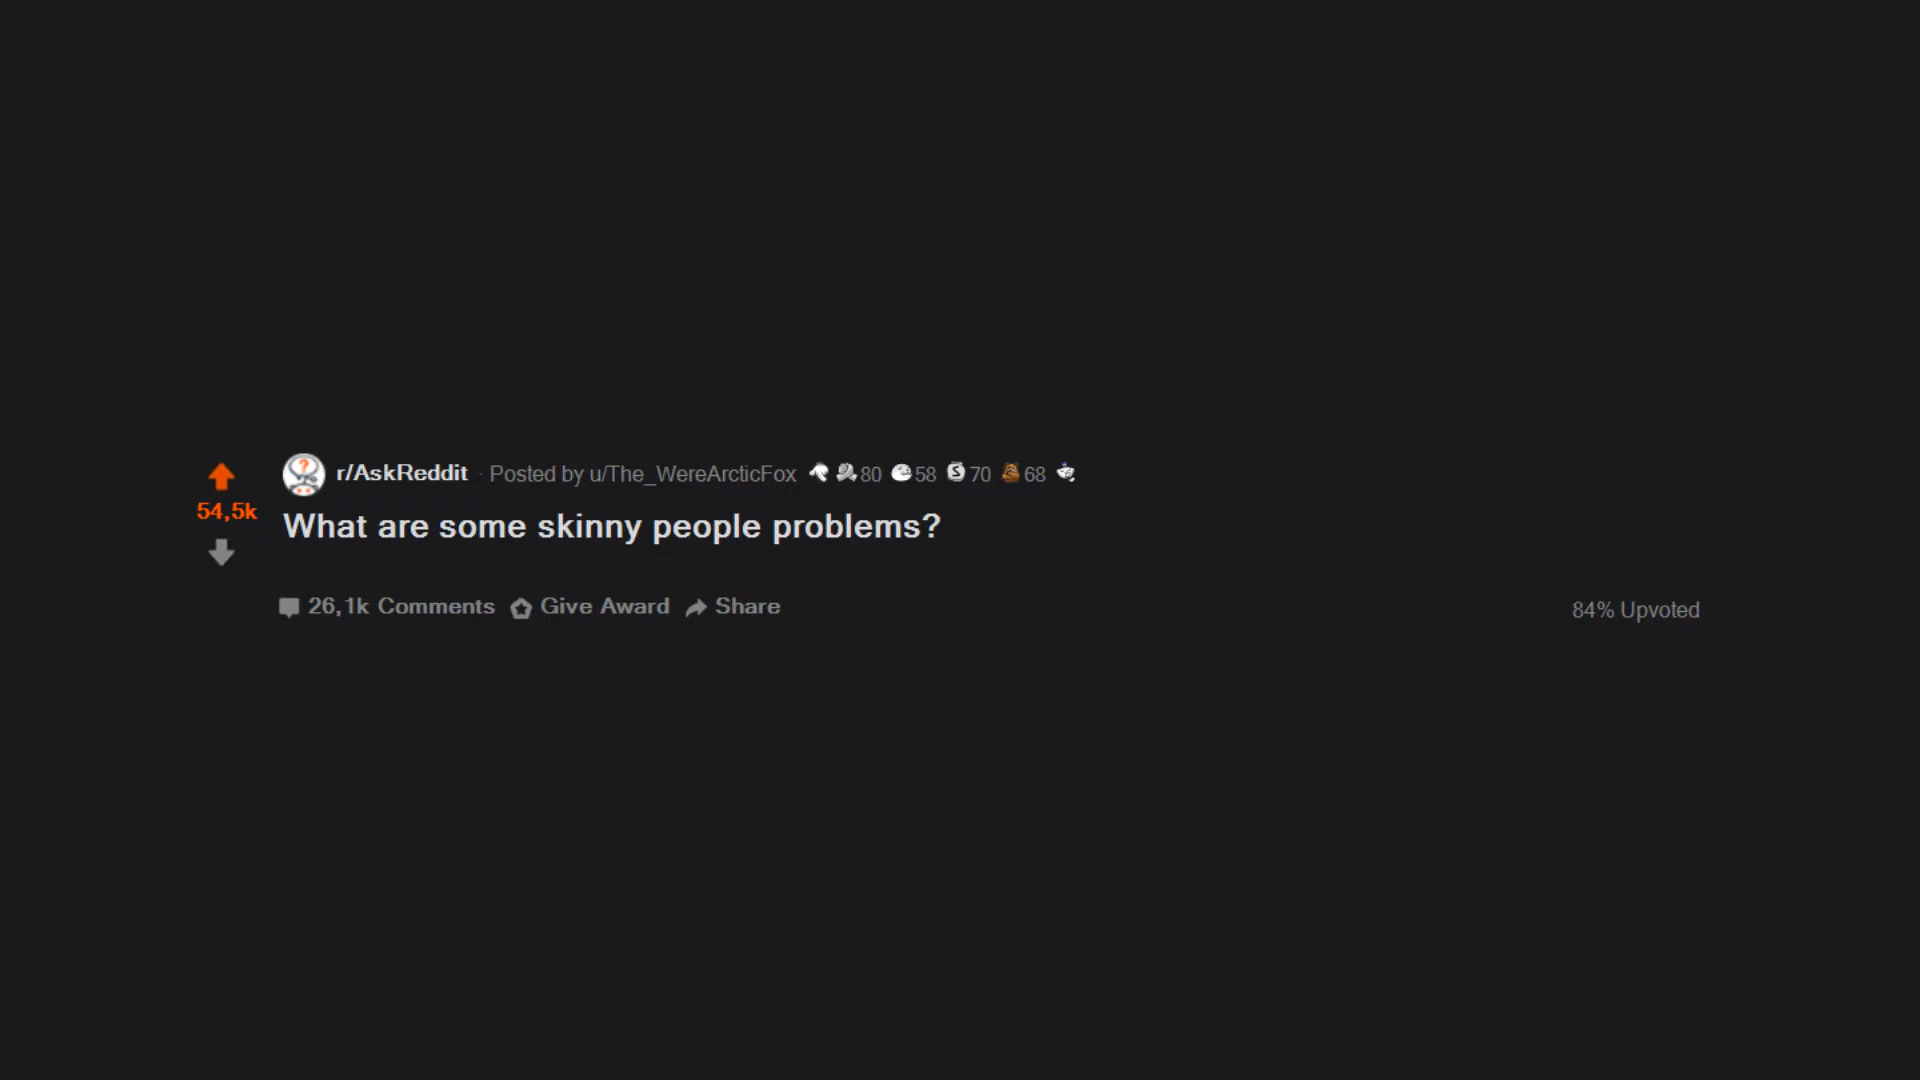 r/AskReddit · Posted by u/The_WereArcticFox 80 58 70 68
54,5k
What are some skinny people problems?
26,1k Comments Give Award Share
84% Upvoted